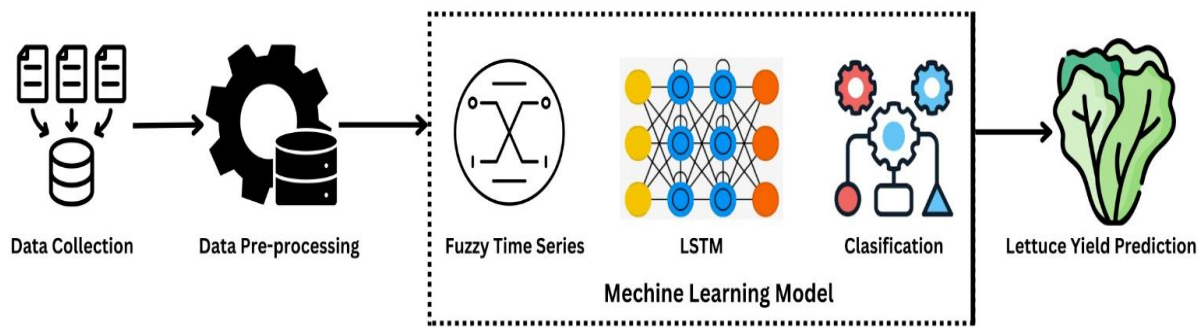 Data Collection
Data Pre-processing
Fuzzy Time Series
LSTM
Clasification
Lettuce Yield Prediction
Mechine Learning Model